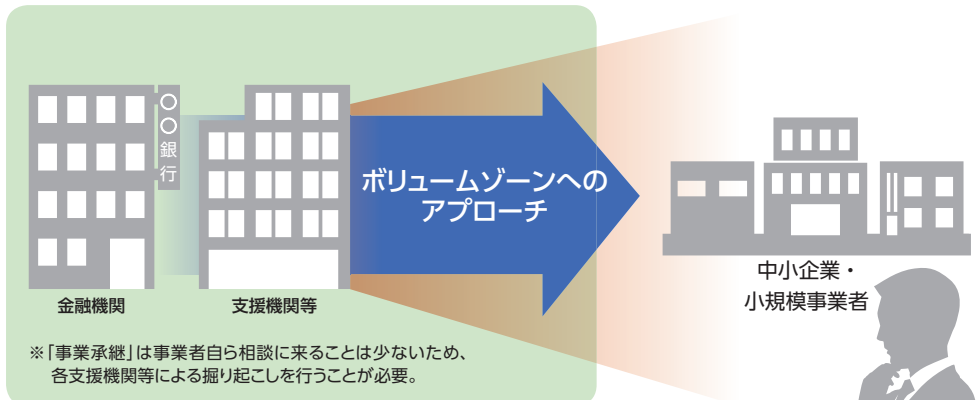 ○○銀行
ボリュームゾーンへの
アプローチ
金融機関
支援機関等
中小企業・
小規模事業者
※「事業承継」は事業者自ら相談に来ることは少ないため、
各支援機関等による掘り起こしを行うことが必要。